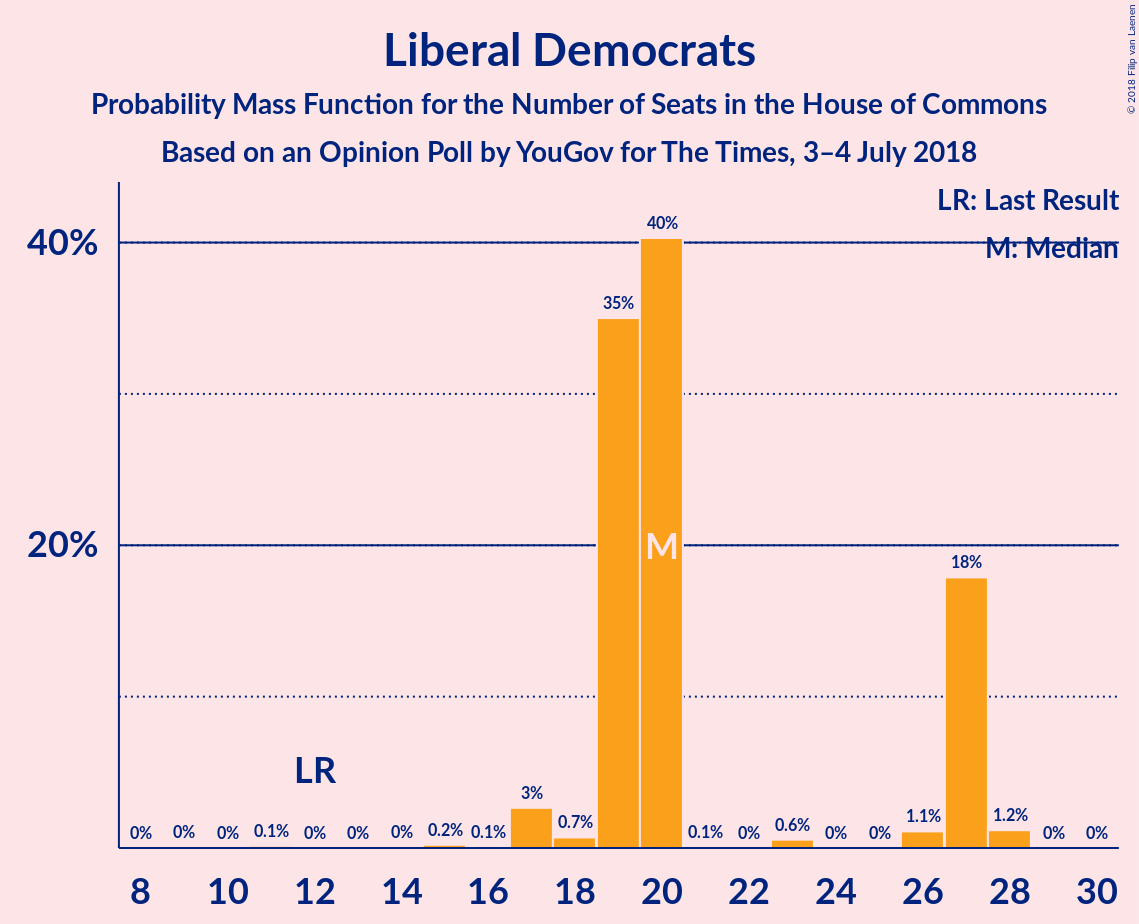 Liberal Democrats
Probability Mass Function for the Number of Seats in the House of Commons
Based on an Opinion Poll by YouGov for The Times, 3–4 July 2018
© 2018 Filip van Laenen
LR: Last Result
M: Median
40%
20%
0% 0% 0% 0.1% 0% 0% 0% 0.2% 0.1% 3% 0.7% 35% 40% 0.1% 0% 0.6% 0% 0% 1.1% 18% 1.2% 0% 0%
LR
M
8 10 12 14 16 18 20 22 24 26 28 30